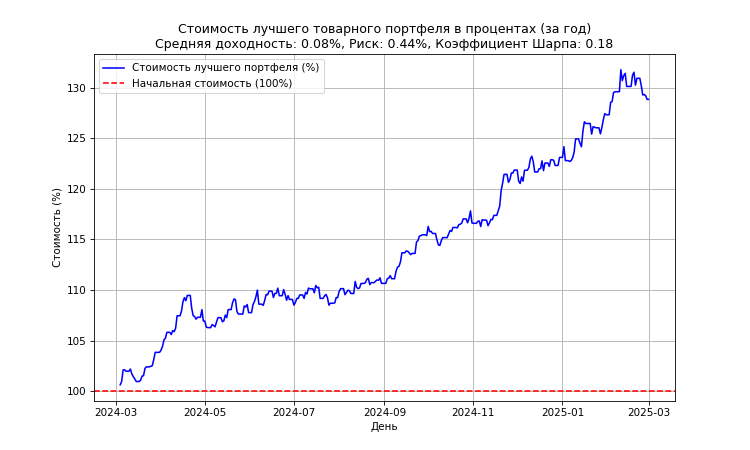 Стоимость лучшего товарного портфеля в процентах (за год)
Средняя доходность: 0.08%, Риск: 0.44%, Коэффициент Шарпа: 0.18
Стоимость лучшего портфеля (%)
Начальная стоимость (100%)
Стоимость (%)
130
125
120
115
110
105
100
2024-03
2024-05
2024-07
2024-09
2024-11
2025-01
2025-03
День